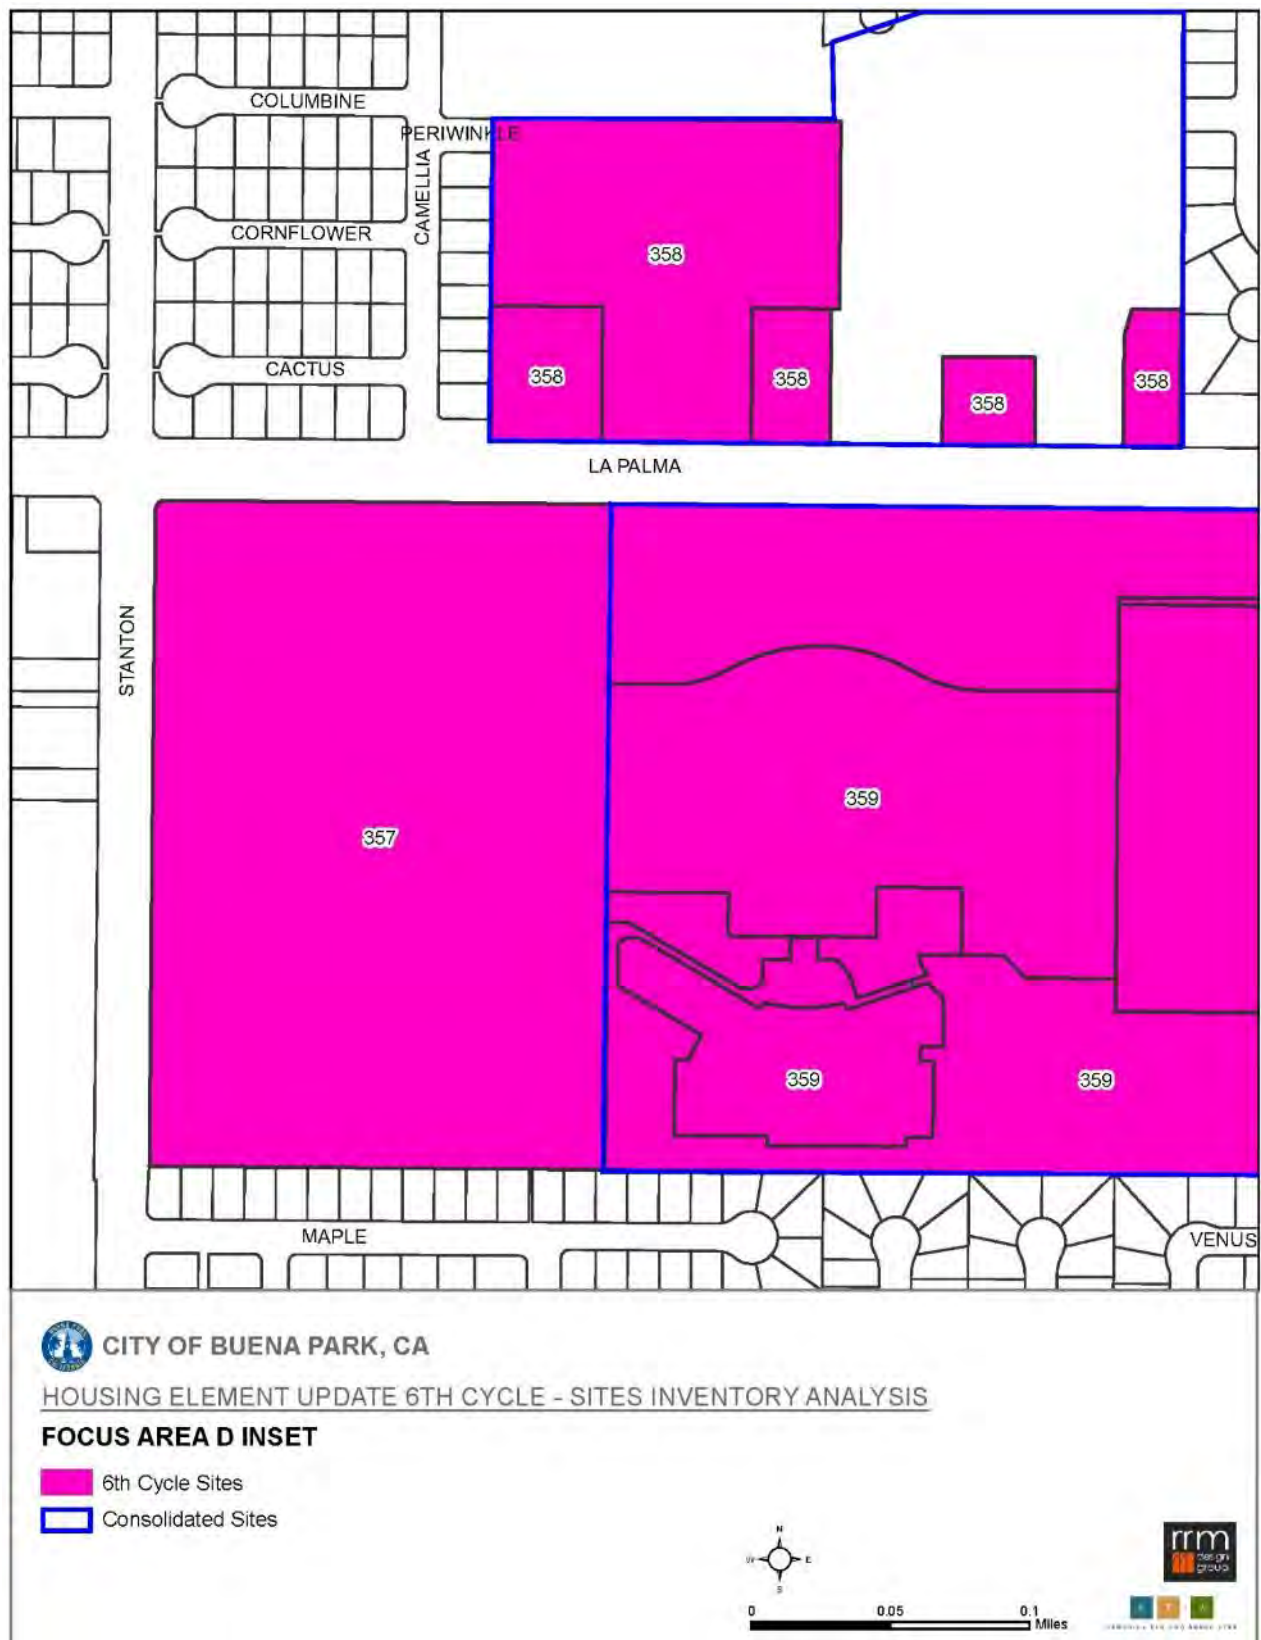 COLUMBINE
PERIWINKLE
CAMELLIA
CORNFLOWER
358
CACTUS
358
358
358
358
LA PALMA
STANTON
359
357
359
359
MAPLE
VENUS
CITY OF BUENA PARK, CA
HOUSING ELEMENT UPDATE 6TH CYCLE - SITES INVENTORY ANALYSIS
FOCUS AREA D INSET
6th Cycle Sites
Consolidated Sites
N
W E
S
0 0.05 0.1
Miles
rrm
design
group